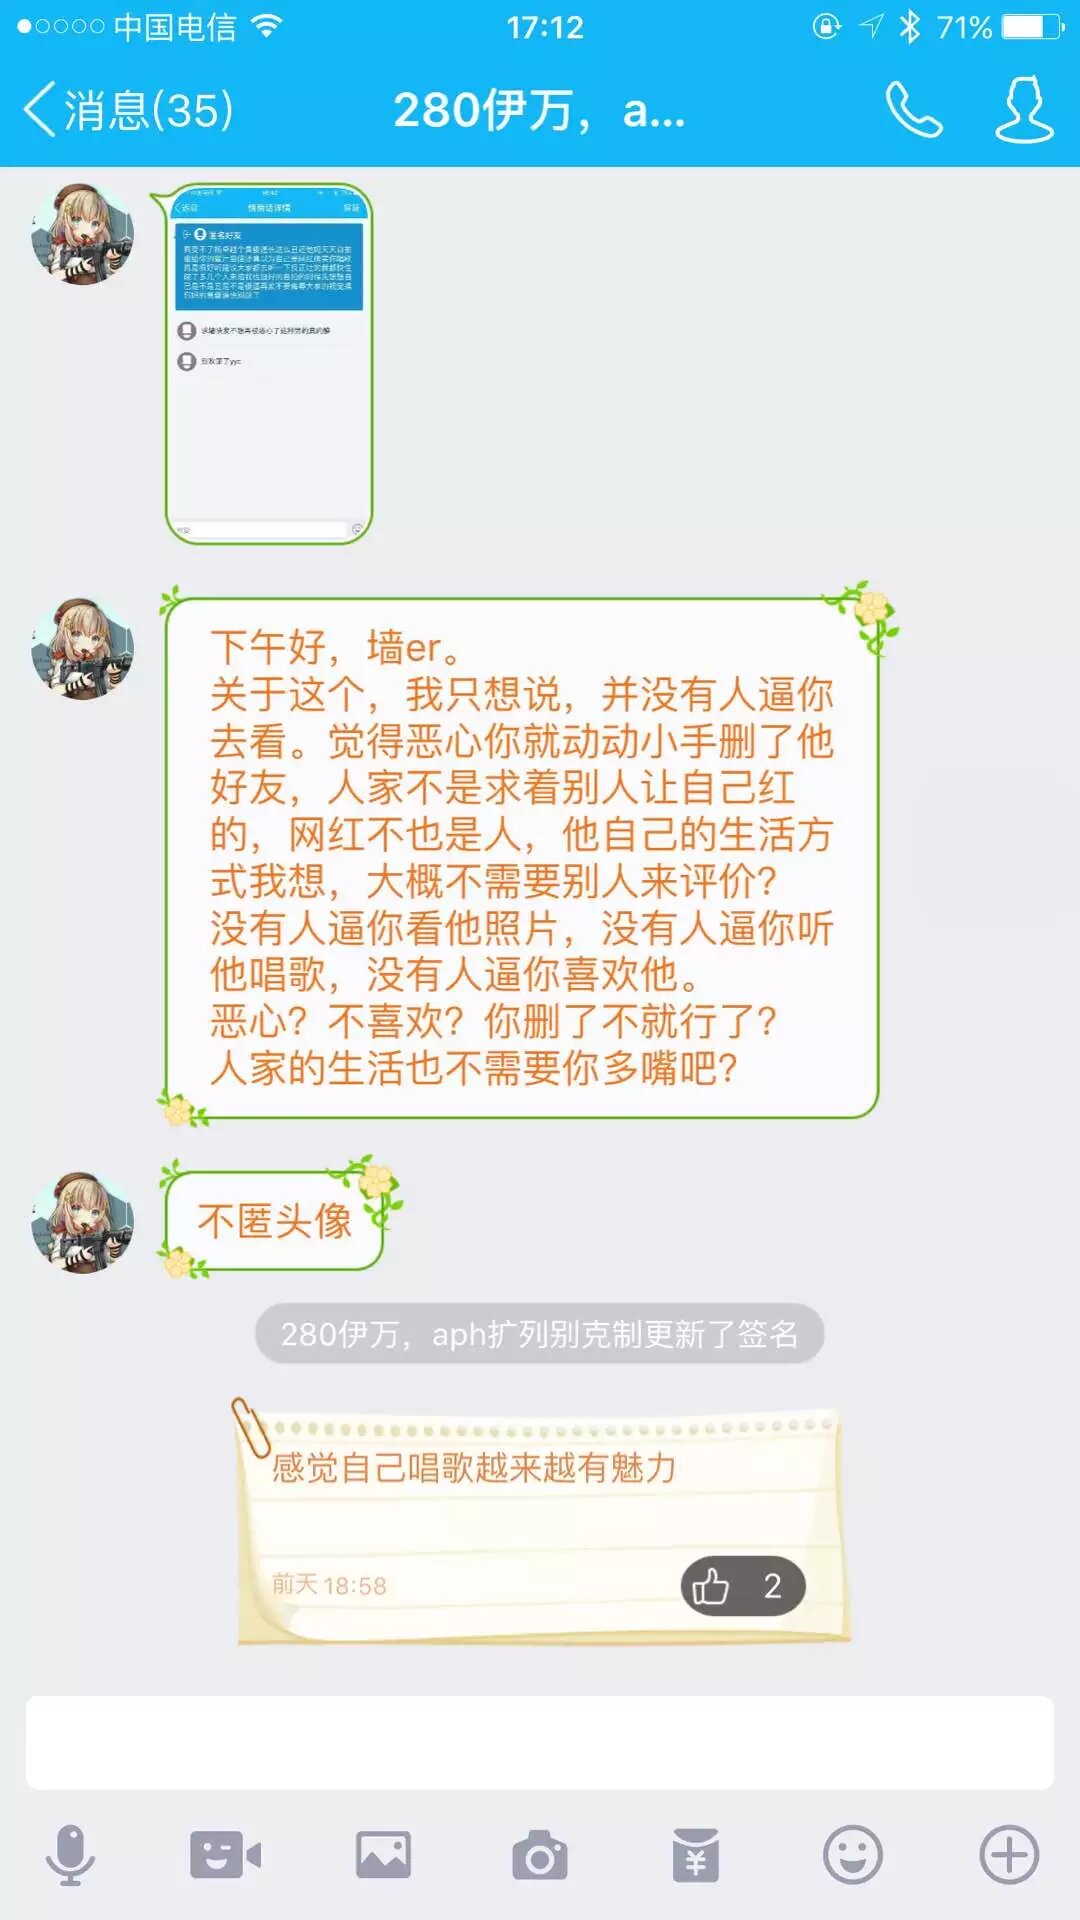 中国电信
17:12
71%
消息(35)
280伊万，a...
返回
匿名好友
下午好，墙er。
关于这个，我只想说，并没有人逼你
去看。觉得恶心你就动动小手删了他
好友，人家不是求着别人让自己红
的，网红不也是人，他自己的生活方
式我想，大概不需要别人来评价？
没有人逼你看他照片，没有人逼你听
他唱歌，没有人逼你喜欢他。
恶心？不喜欢？你删了不就行了？
人家的生活也不需要你多嘴吧？
不匿头像
280伊万，aph扩列别克制更新了签名
感觉自己唱歌越来越有魅力
前天 18:58
2